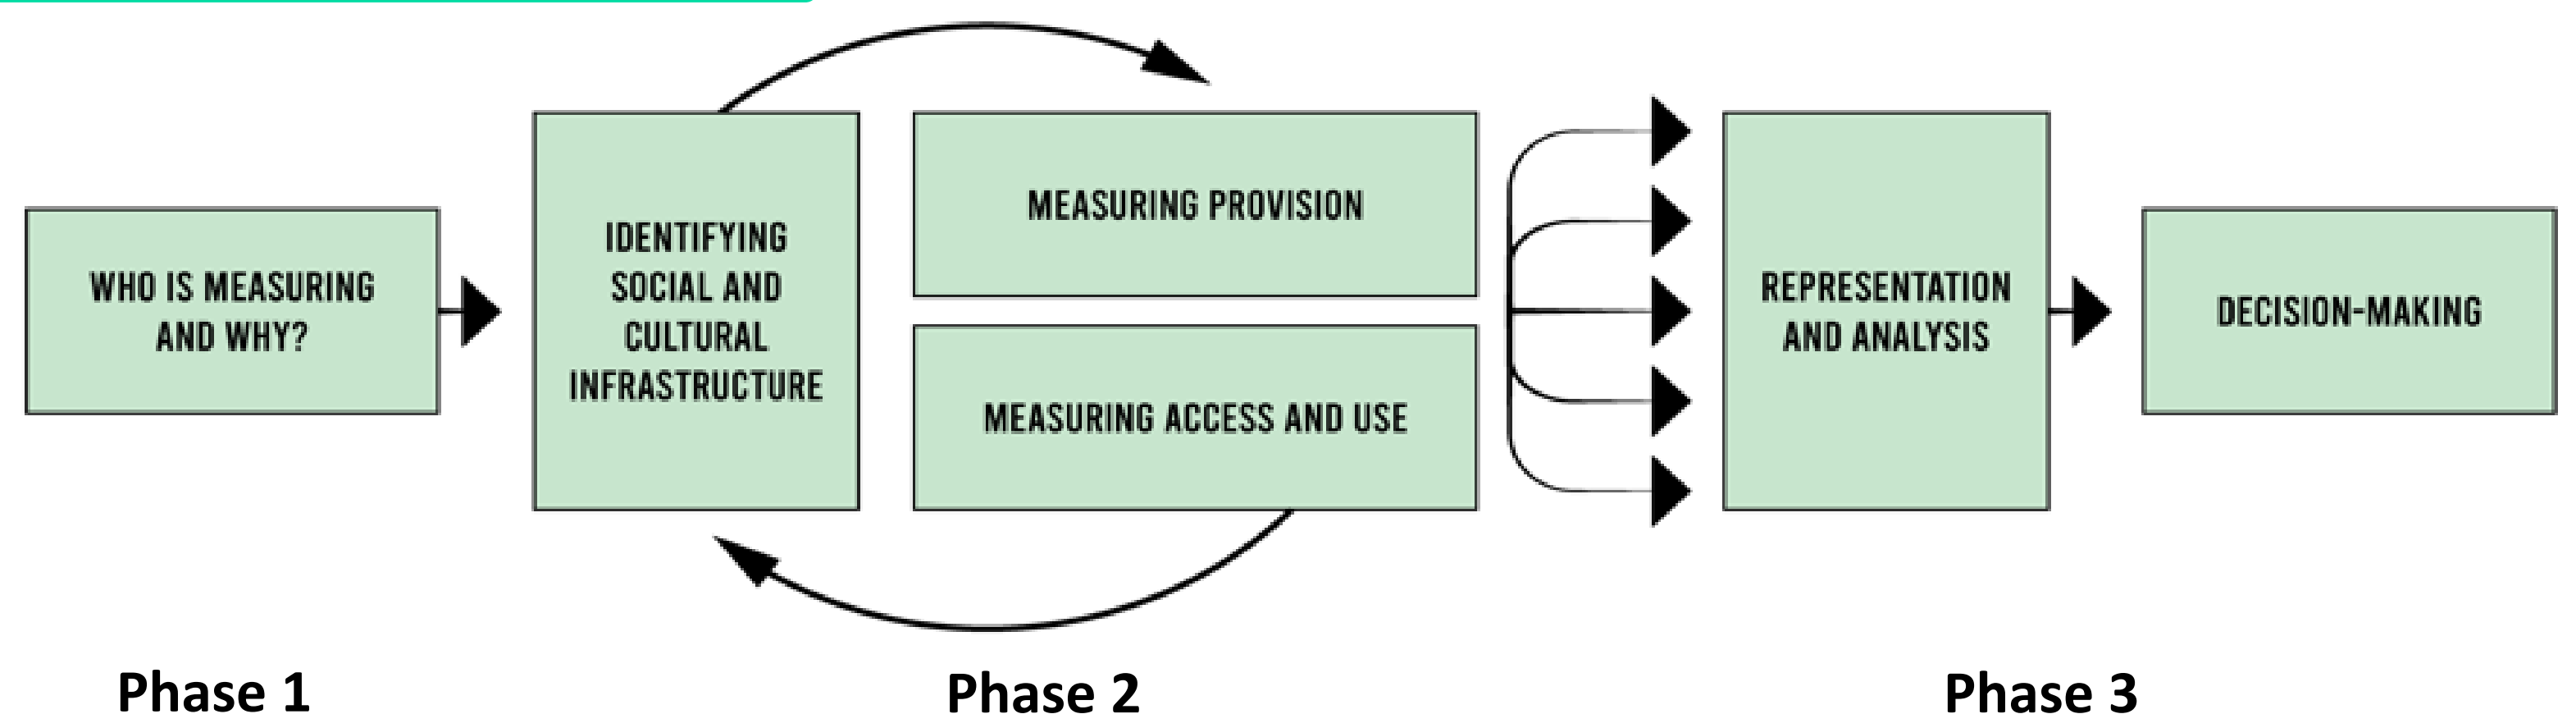 WHO IS MEASURING
AND WHY?
IDENTIFYING
SOCIAL AND
CULTURAL
INFRASTRUCTURE
MEASURING PROVISION
MEASURING ACCESS AND USE
REPRESENTATION
AND ANALYSIS
DECISION-MAKING
Phase 1
Phase 2
Phase 3